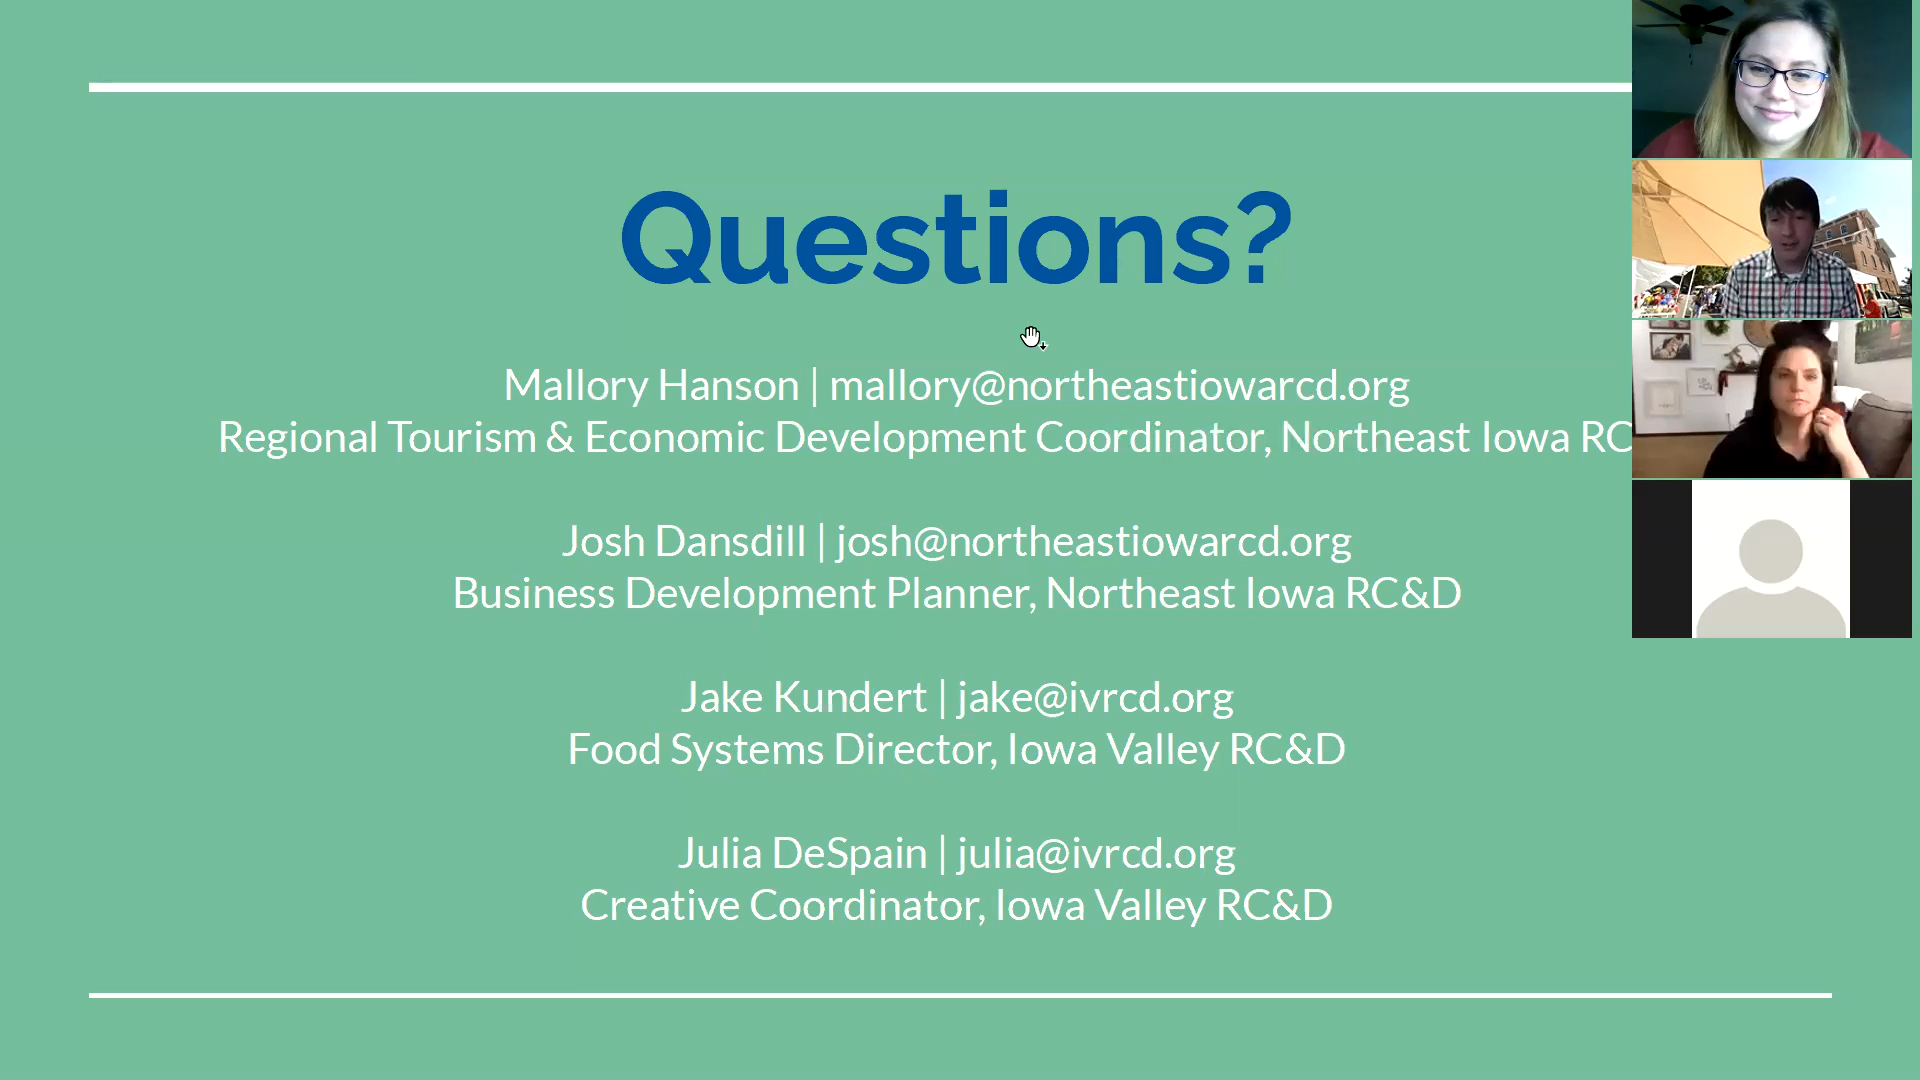 Questions?
Mallory Hanson | mallory@northeastiowarcd.org
Regional Tourism & Economic Development Coordinator, Northeast Iowa RC
Josh Dansdill | josh@northeastiowarcd.org
Business Development Planner, Northeast Iowa RC&D
Jake Kundert | jake@ivrcd.org
Food Systems Director, Iowa Valley RC&D
Julia DeSpain | julia@ivrcd.org
Creative Coordinator, Iowa Valley RC&D